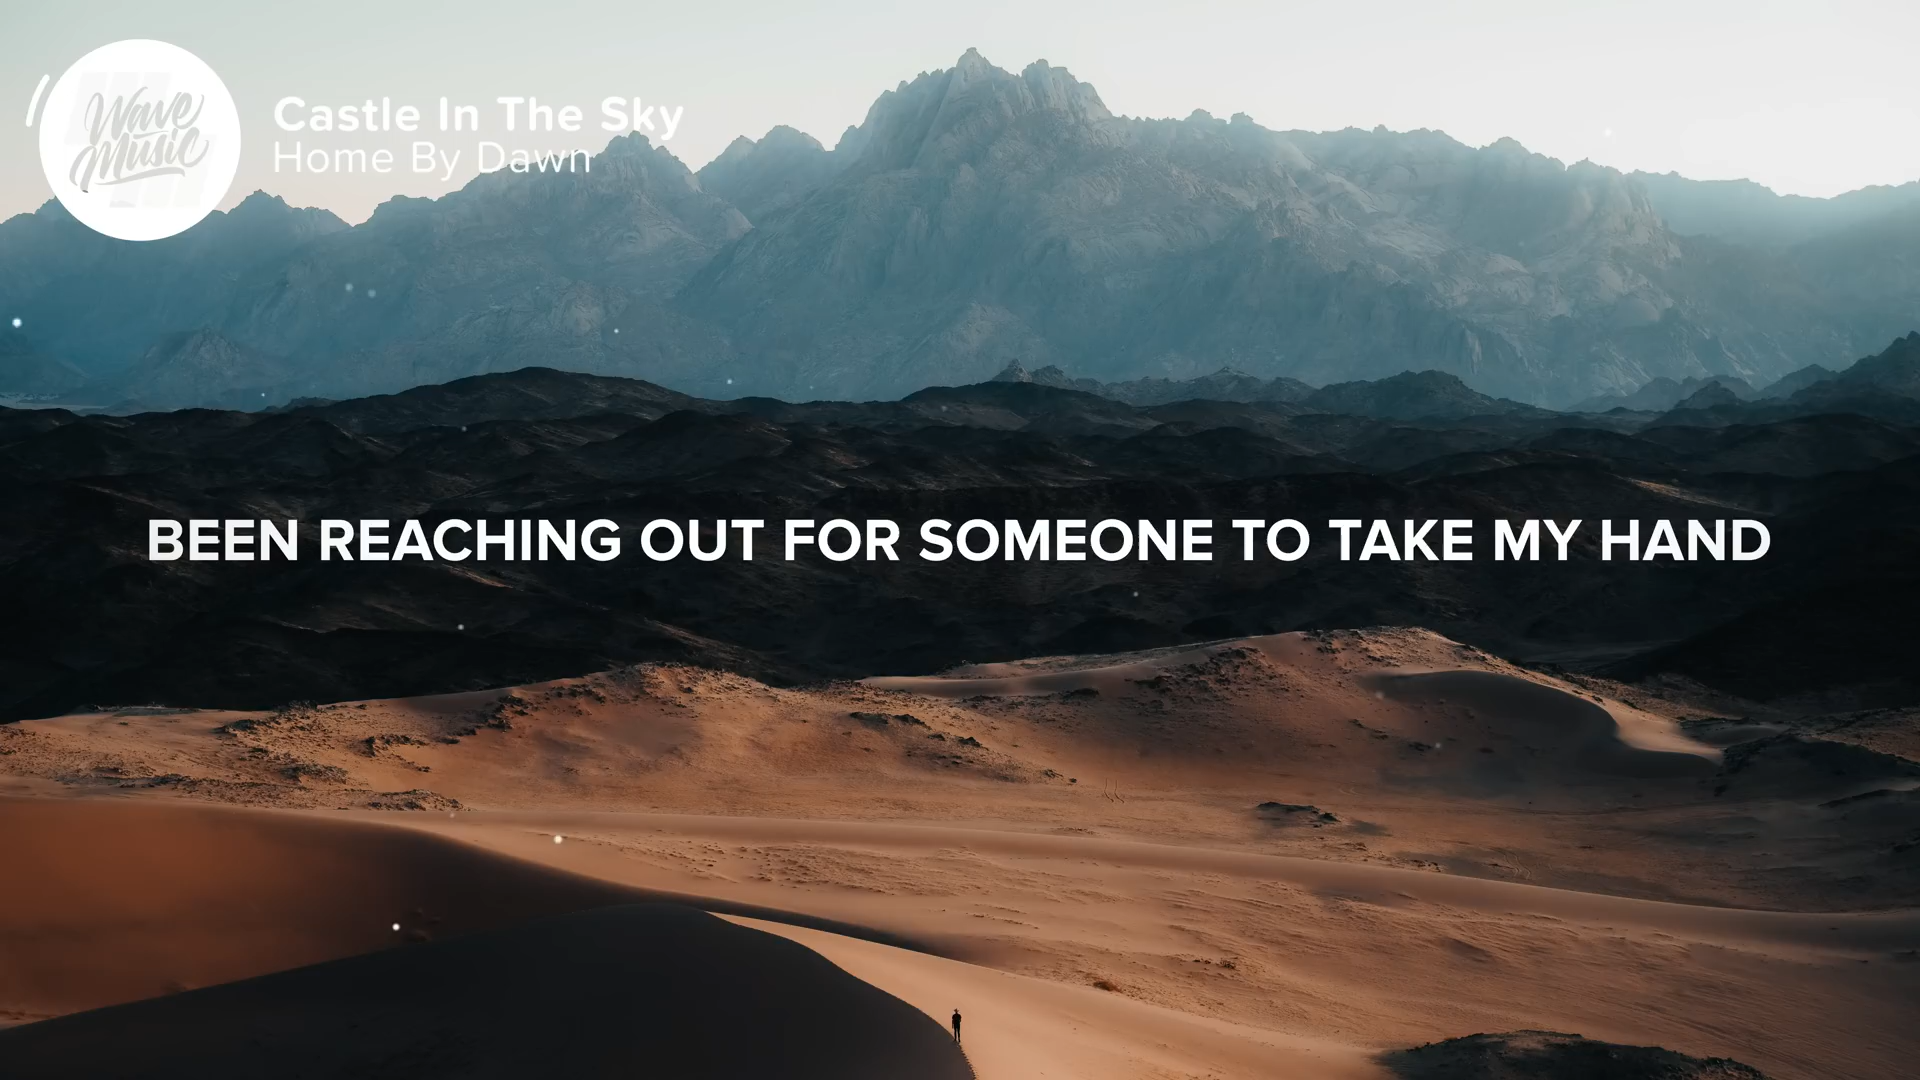 Wave
Music
Castle In The Sky
Home By Dawn
BEEN REACHING OUT FOR SOMEONE TO TAKE MY HAND